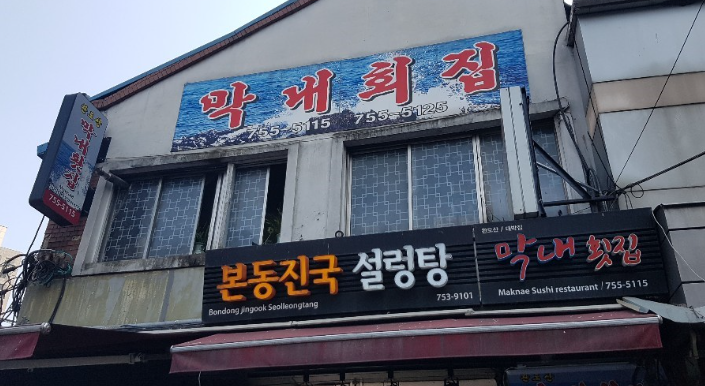 막내회집
755-5115 755-5125
막내횟집
755-5115
본동진국 설렁탕
Bondong Jingook Seolleongtang
753-9101
막내 횟집
Maknae Sushi restaurant / 755-5115